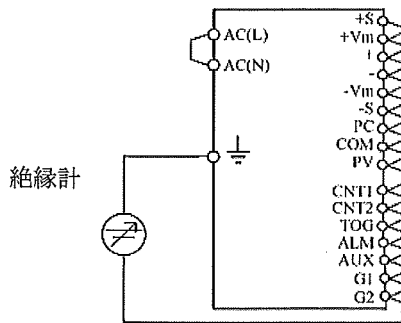 AC(L)
AC(N)
絶縁計
+S
+Vm
+
-
-Vm
-S
PC
COM
PV
CNT1
CNT2
TOG
ALM
AUX
G1
G2